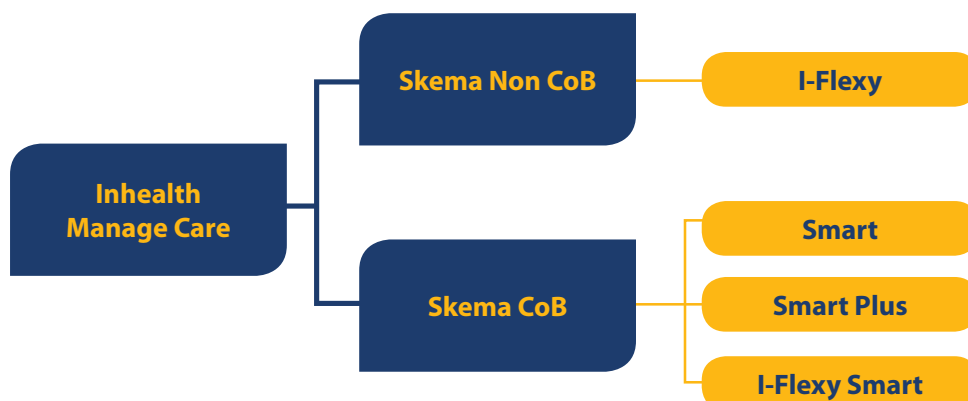 Skema Non CoB
I-Flexy
Inhealth
Manage Care
Smart
Skema CoB
Smart Plus
I-Flexy Smart